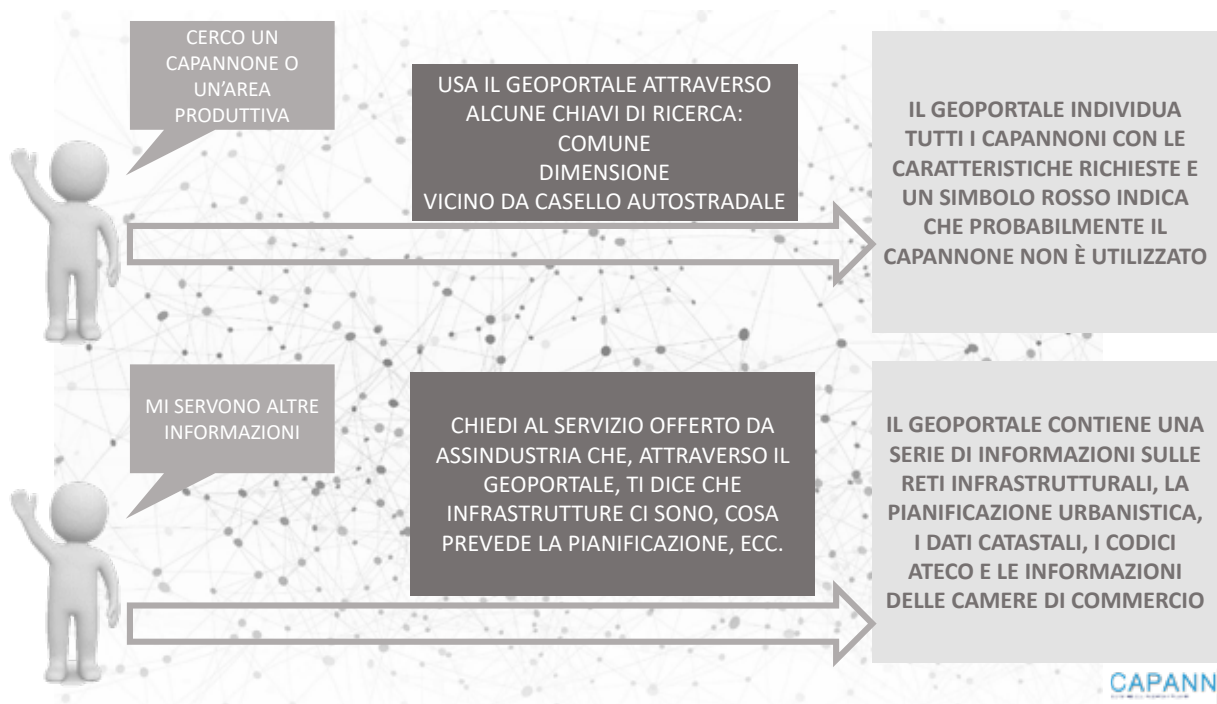 CERCO UN
CAPANNONE O
UN'AREA
PRODUTTIVA
USA IL GEOPORTALE ATTRAVERSO
ALCUNE CHIAVI DI RICERCA:
COMUNE
DIMENSIONE
VICINO DA CASELLO AUTOSTRADALE
IL GEOPORTALE INDIVIDUA
TUTTI I CAPANNONI CON LE
CARATTERISTICHE RICHIESTE E
UN SIMBOLO ROSSO INDICA
CHE PROBABILMENTE IL
CAPANNONE NON È UTILIZZATO
MI SERVONO ALTRE
INFORMAZIONI
CHIEDI AL SERVIZIO OFFERTO DA
ASSINDUSTRIA CHE, ATTRAVERSO IL
GEOPORTALE, TI DICE CHE
INFRASTRUTTURE CI SONO, COSA
PREVEDE LA PIANIFICAZIONE, ECC.
IL GEOPORTALE CONTIENE UNA
SERIE DI INFORMAZIONI SULLE
RETI INFRASTRUTTURALI, LA
PIANIFICAZIONE URBANISTICA,
I DATI CATASTALI, I CODICI
ATECO E LE INFORMAZIONI
DELLE CAMERE DI COMMERCIO
CAPANN